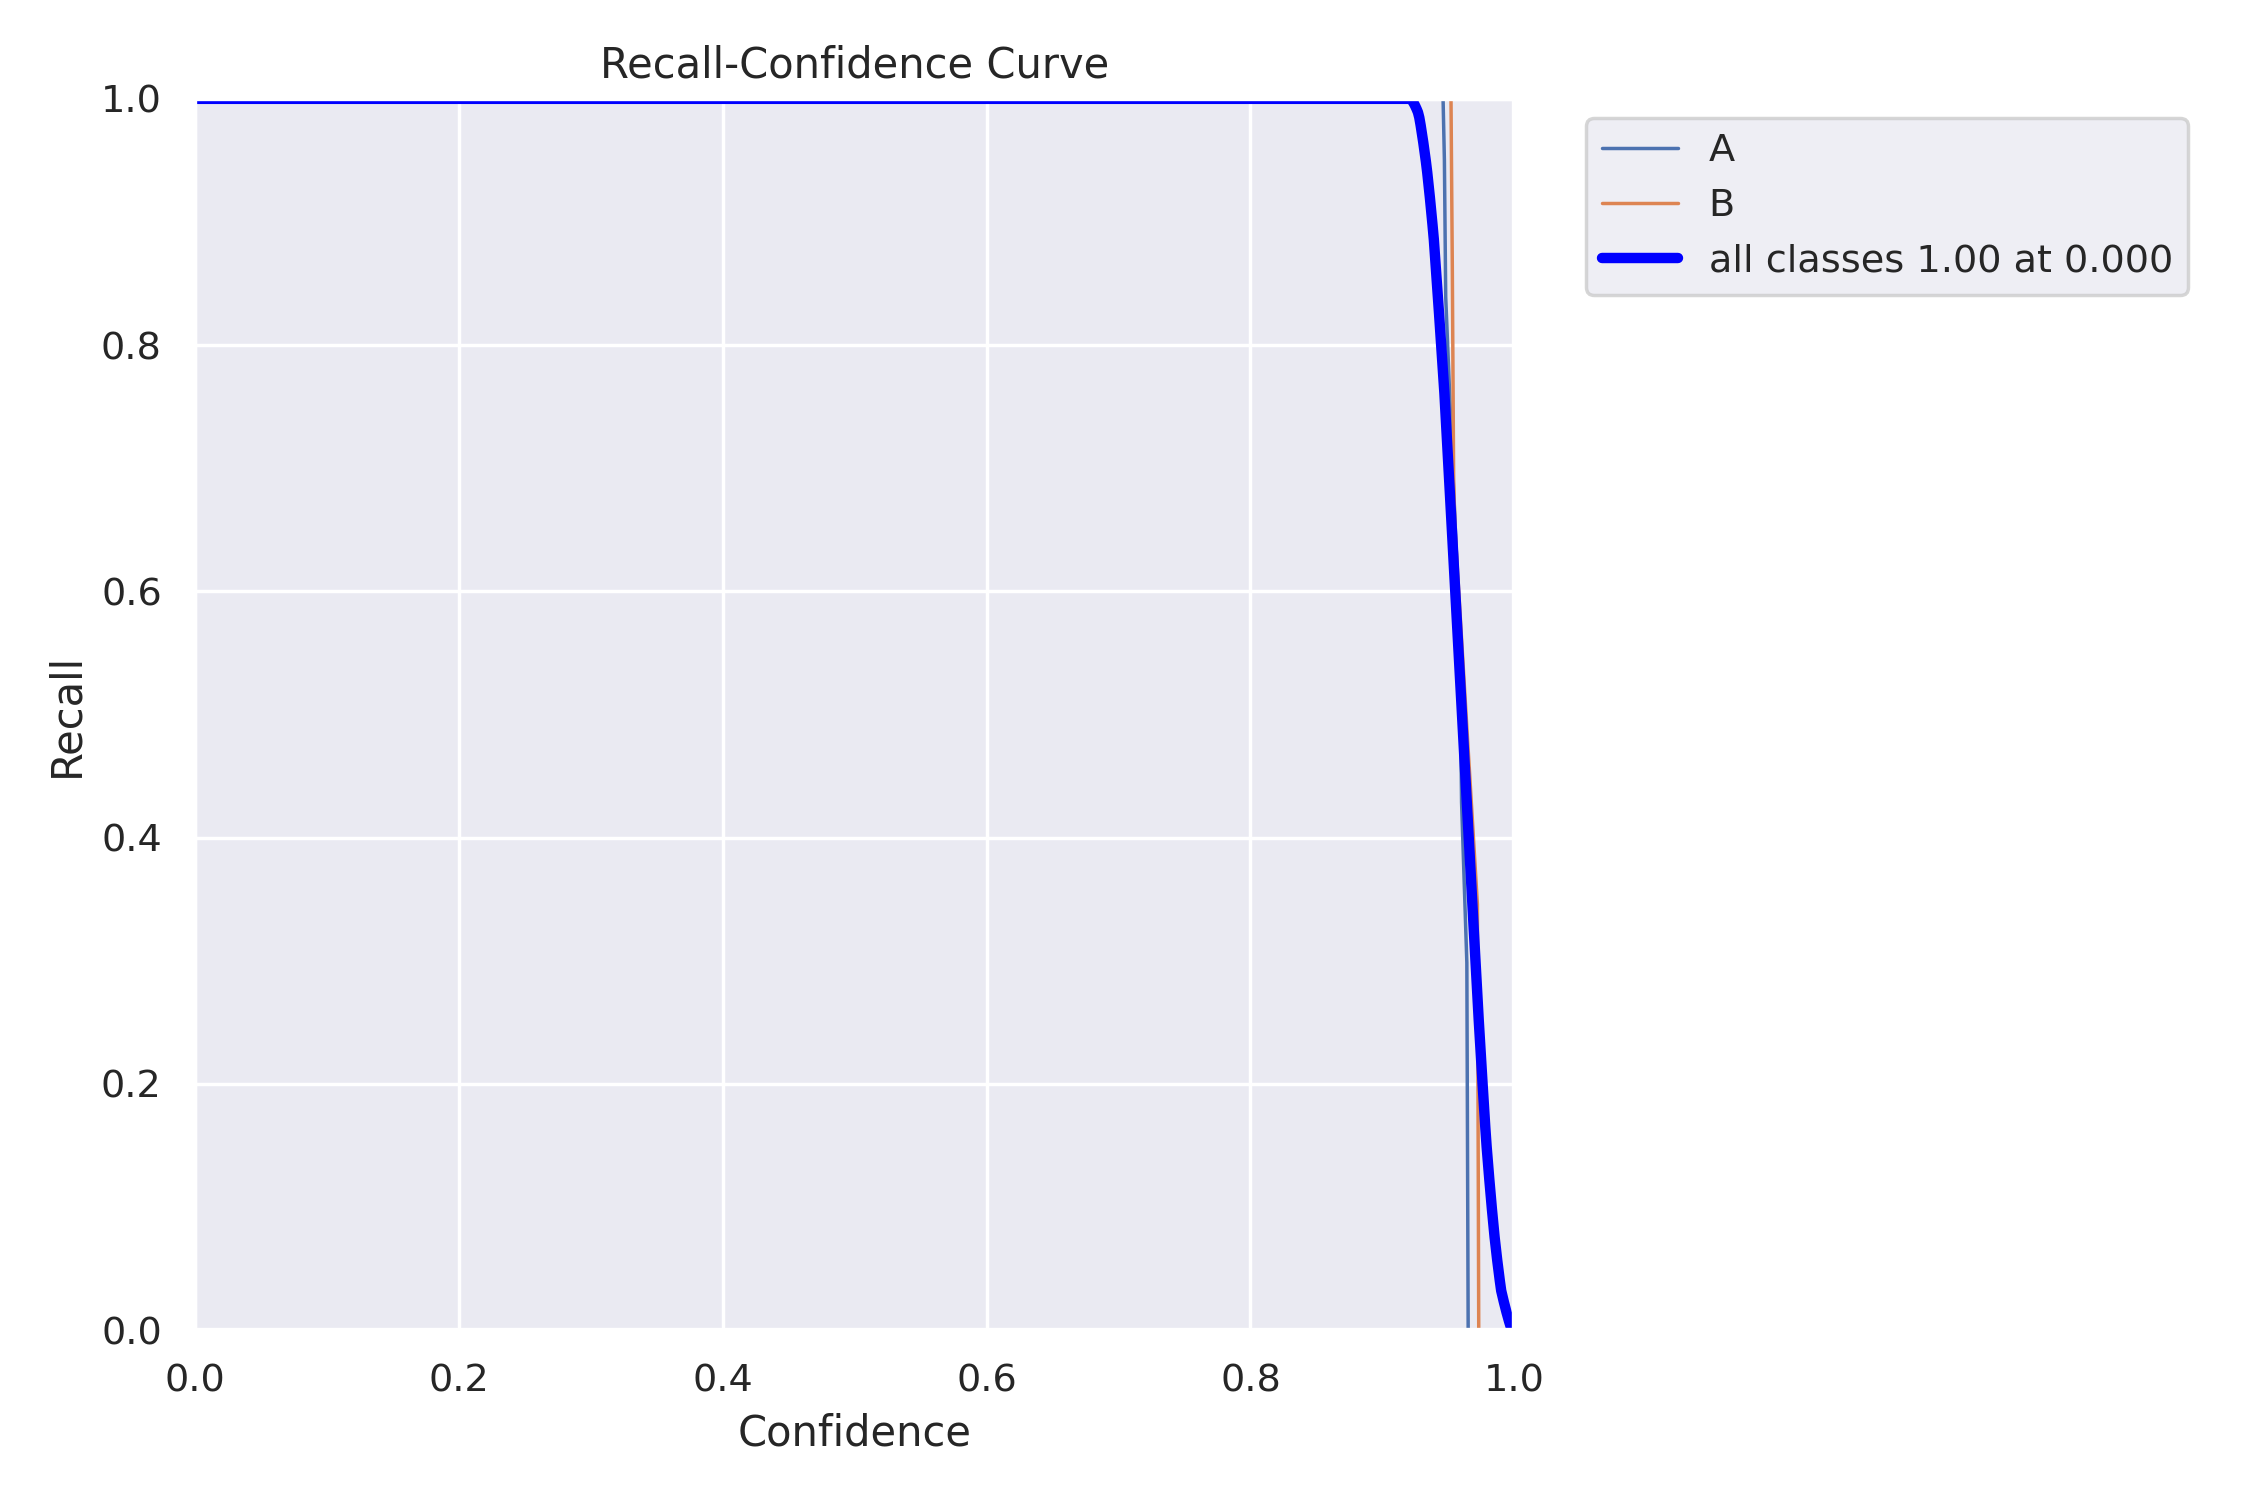 Recall-Confidence Curve
1.0
0.8
0.6
0.4
0.2
0.0
Recall
0.0 0.2 0.4 0.6 0.8 1.0
Confidence
A
B
all classes 1.00 at 0.000